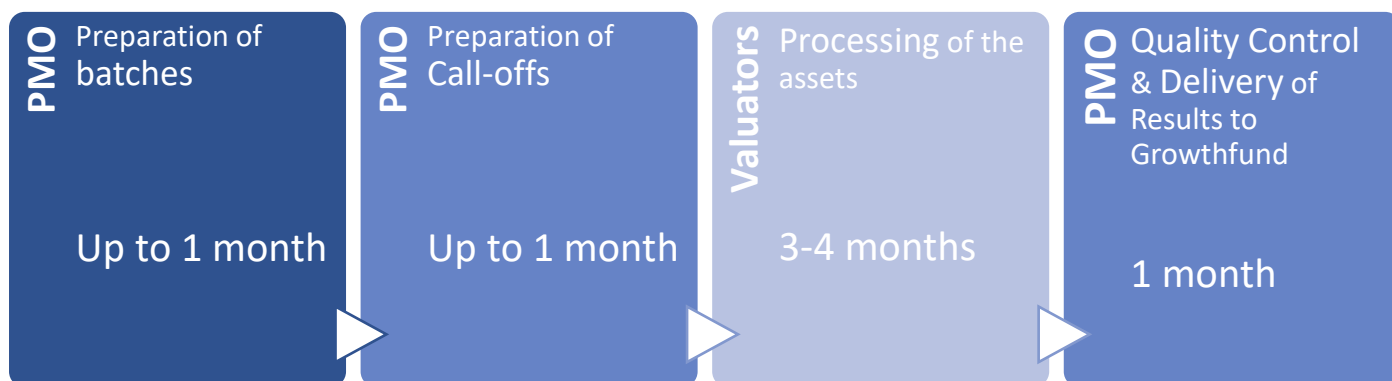 PMO
Preparation of
batches
Up to 1 month
PMO
Preparation of
Call-offs
Up to 1 month
Valuators
Processing of the
assets
3-4 months
PMO
Quality Control
& Delivery of
Results to
Growthfund
1 month